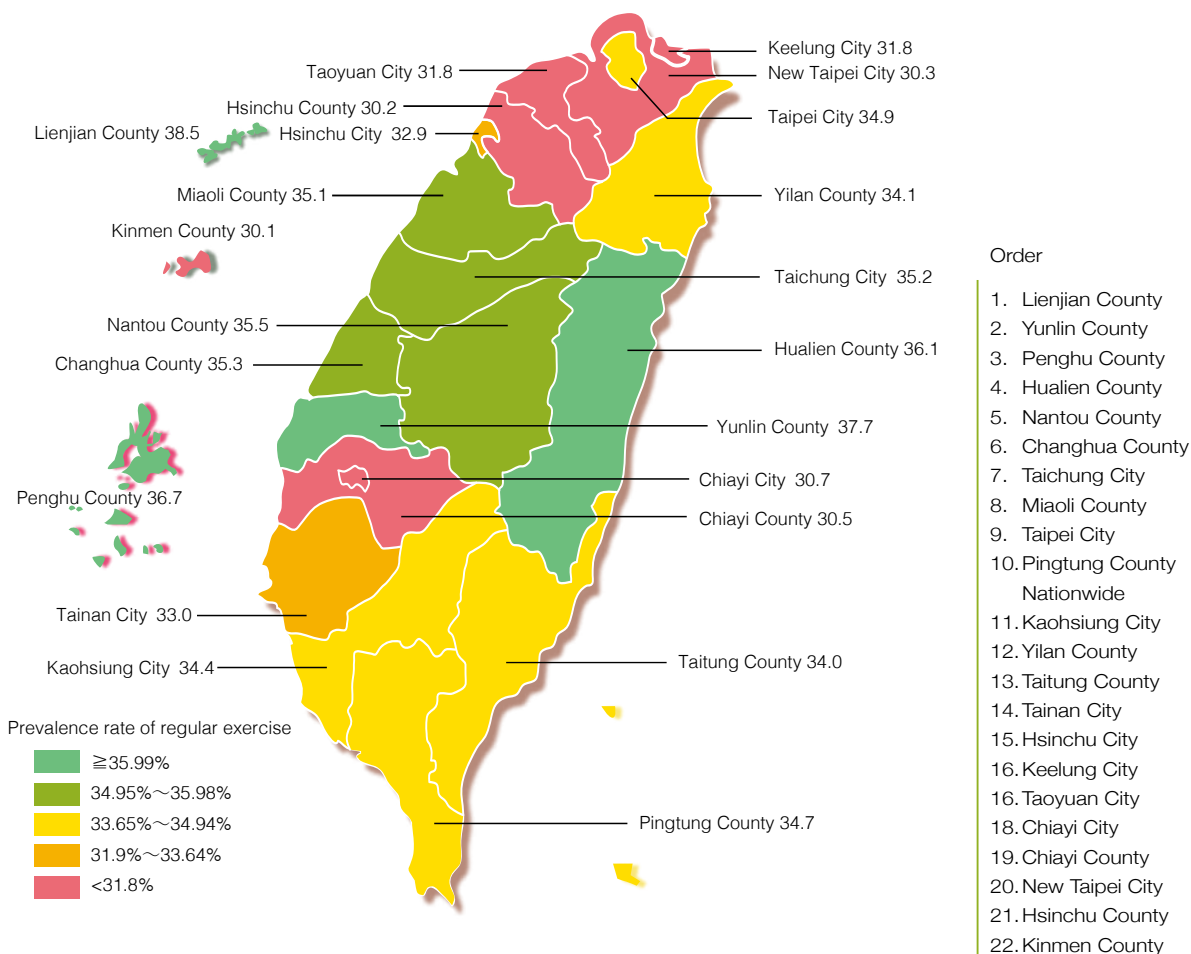 Keelung City 31.8
Taoyuan City 31.8
New Taipei City 30.3
Hsinchu County 30.2
Taipei City 34.9
Lienjian County 38.5
Hsinchu City 32.9
Miaoli County 35.1
Yilan County 34.1
Kinmen County 30.1
Taichung City 35.2
Nantou County 35.5
Hualien County 36.1
Changhua County 35.3
Yunlin County 37.7
Chiayi City 30.7
Penghu County 36.7
Chiayi County 30.5
Tainan City 33.0
Kaohsiung City 34.4
Taitung County 34.0
Pingtung County 34.7
Prevalence rate of regular exercise
≧35.99%
34.95%～35.98%
33.65%～34.94%
31.9%～33.64%
<31.8%
Order
1. Lienjian County
2. Yunlin County
3. Penghu County
4. Hualien County
5. Nantou County
6. Changhua County
7. Taichung City
8. Miaoli County
9. Taipei City
10. Pingtung County
Nationwide
11. Kaohsiung City
12. Yilan County
13. Taitung County
14. Tainan City
15. Hsinchu City
16. Keelung City
16. Taoyuan City
18. Chiayi City
19. Chiayi County
20. New Taipei City
21. Hsinchu County
22. Kinmen County